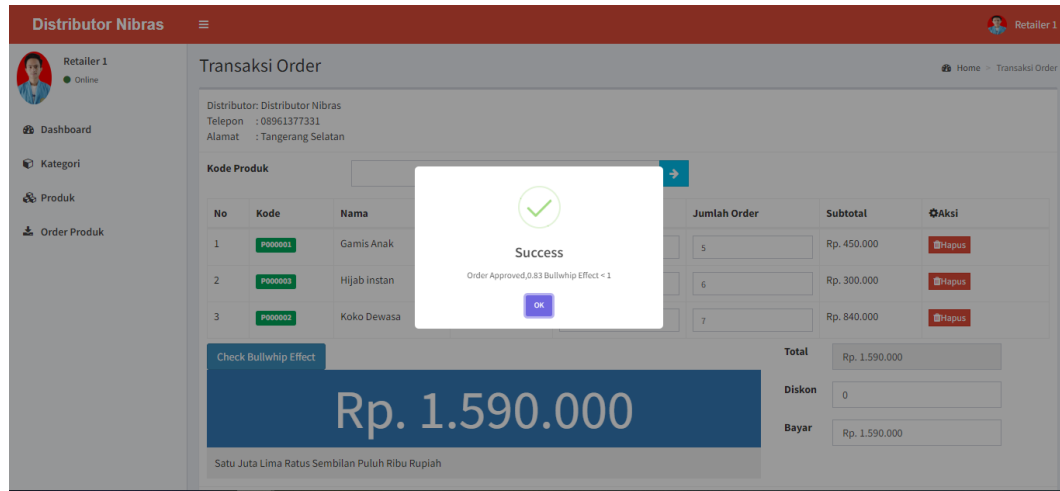 Distributor Nibras
Retailer 1
Retailer 1
Online
Dashboard
Kategori
Produk
Order Produk
Transaksi Order
Home > Transaksi Order
Distributor: Distributor Nibras
Telepon : 08961377331
Alamat : Tangerang Selatan
Kode Produk
No Kode Nama Jumlah Order Subtotal Aksi
1 P000001 Gamis Anak 5 Rp. 450.000 Hapus
2 P000003 Hijab instan 6 Rp. 300.000 Hapus
3 P000002 Koko Dewasa 7 Rp. 840.000 Hapus
Success
Order Approved,0.83 Bullwhip Effect < 1
OK
Check Bullwhip Effect
Rp. 1.590.000
Satu Juta Lima Ratus Sembilan Puluh Ribu Rupiah
Total Rp. 1.590.000
Diskon 0
Bayar Rp. 1.590.000